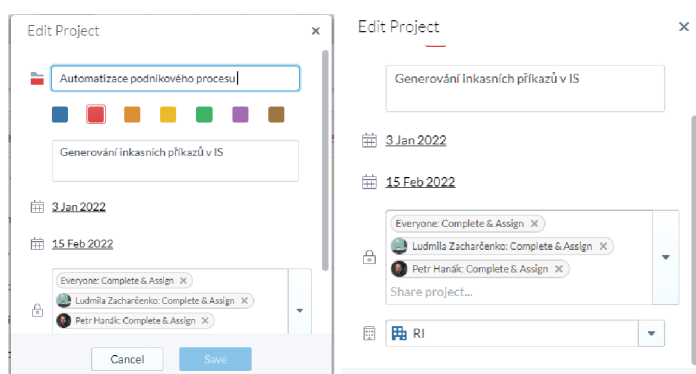 Edit Project
×
Automatizace podnikového procesu
Generování inkasních příkazů v IS
3 Jan 2022
15 Feb 2022
Everyone: Complete & Assign ×
Ludmila Zacharčenko: Complete & Assign ×
Petr Hanák: Complete & Assign ×
Cancel
Save
Edit Project
×
Generování inkasních příkazů v IS
3 Jan 2022
15 Feb 2022
Everyone: Complete & Assign ×
Ludmila Zacharčenko: Complete & Assign ×
Petr Hanák: Complete & Assign ×
Share project...
RI